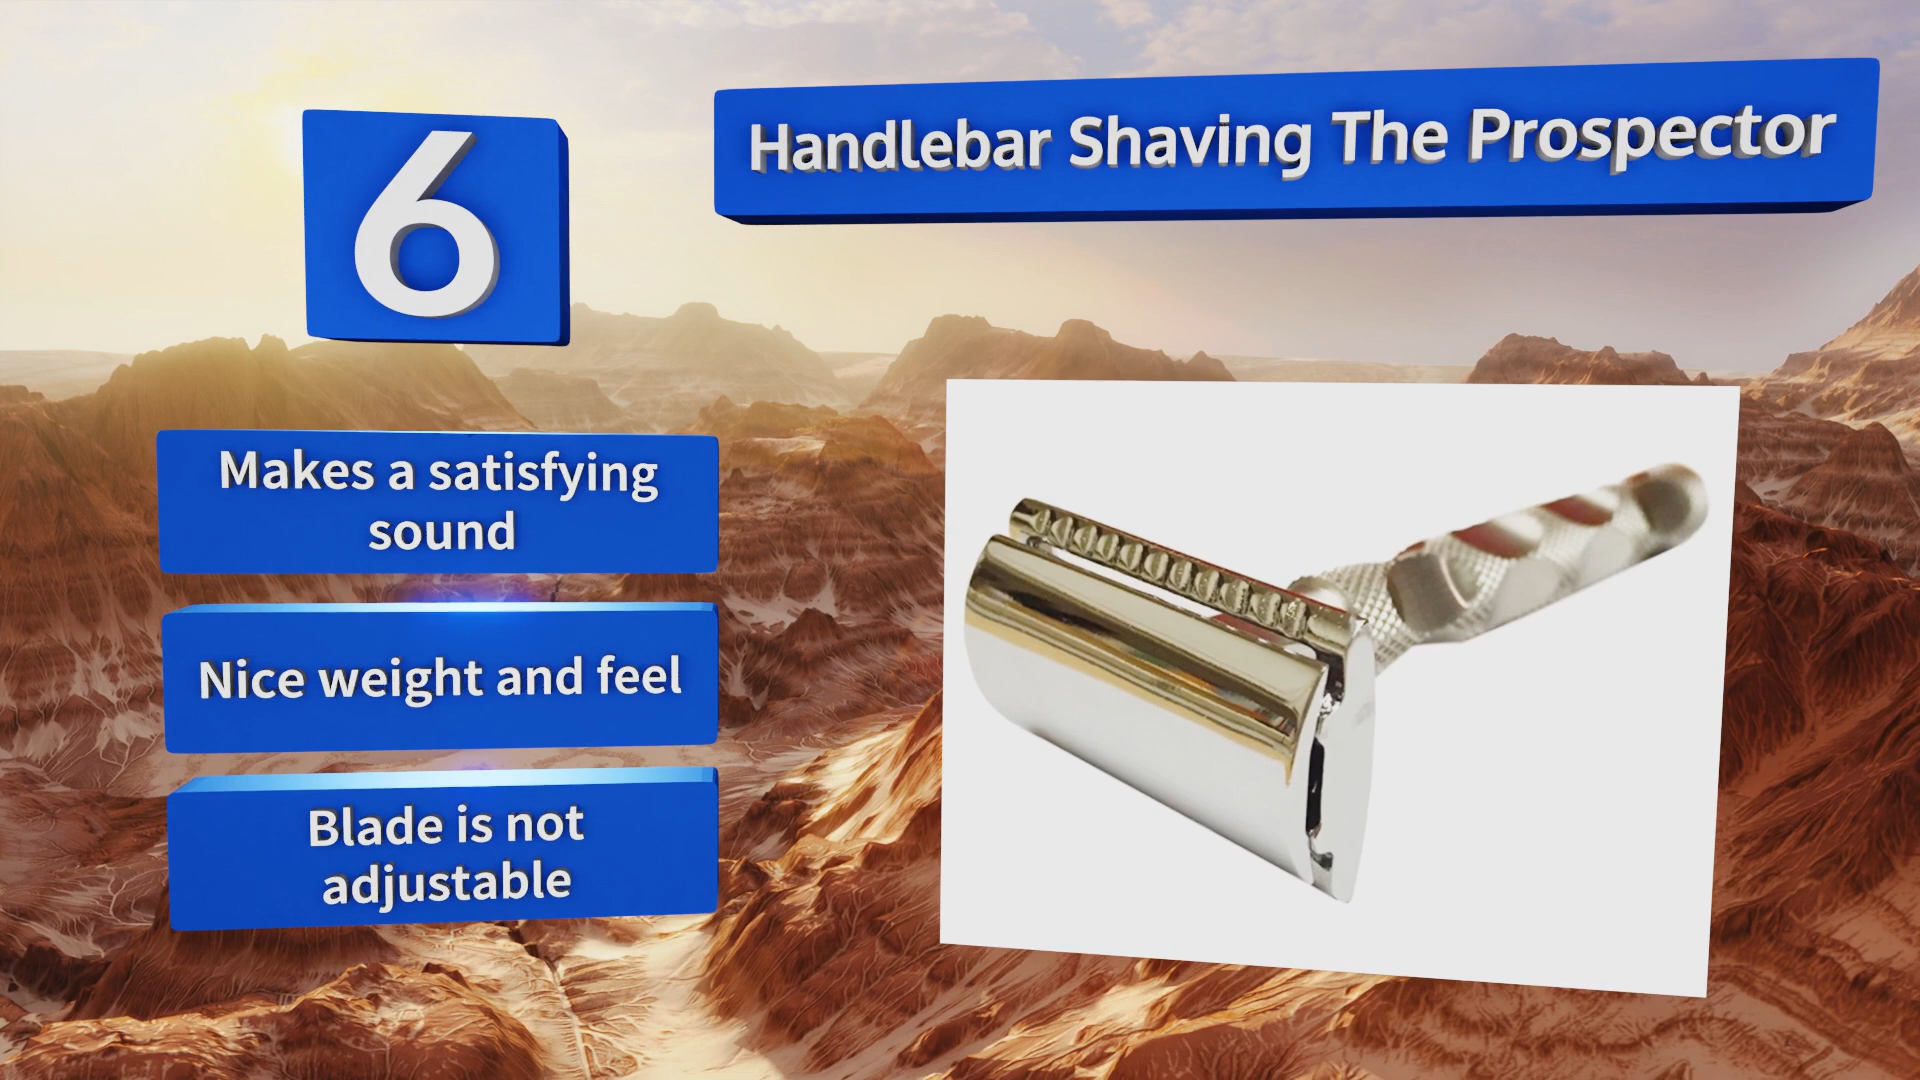 6
Handlebar Shaving The Prospector
Makes a satisfying
sound
Nice weight and feel
Blade is not
adjustable